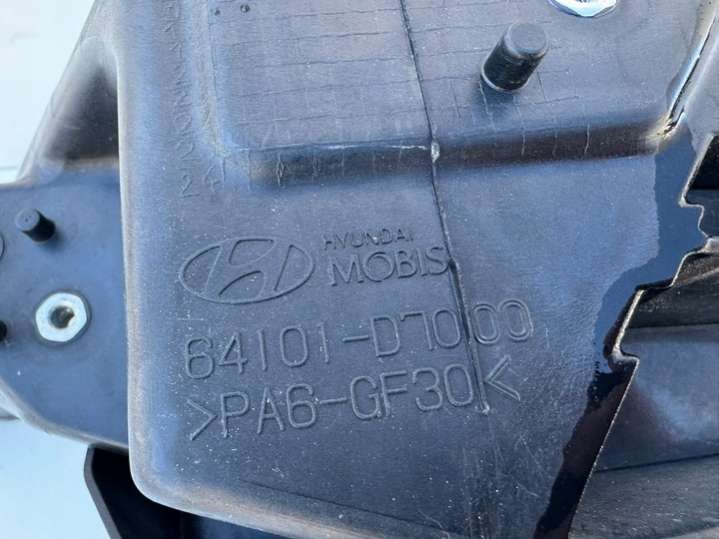 HYUNDAI
MOBIS
64101-D7000
>PA6-GF30<